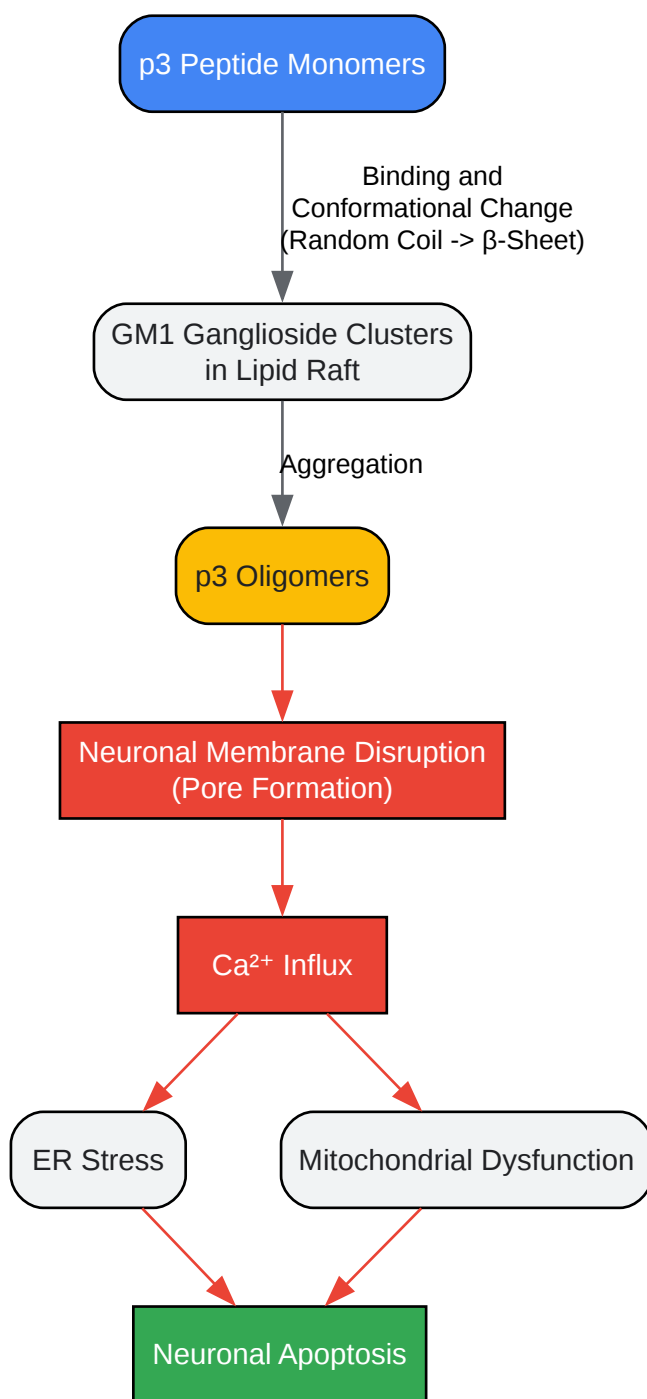 p3 Peptide Monomers
Binding and
Conformational Change
(Random Coil -> β-Sheet)
GM1 Ganglioside Clusters
in Lipid Raft
Aggregation
p3 Oligomers
Neuronal Membrane Disruption
(Pore Formation)
Ca²⁺ Influx
ER Stress
Mitochondrial Dysfunction
Neuronal Apoptosis